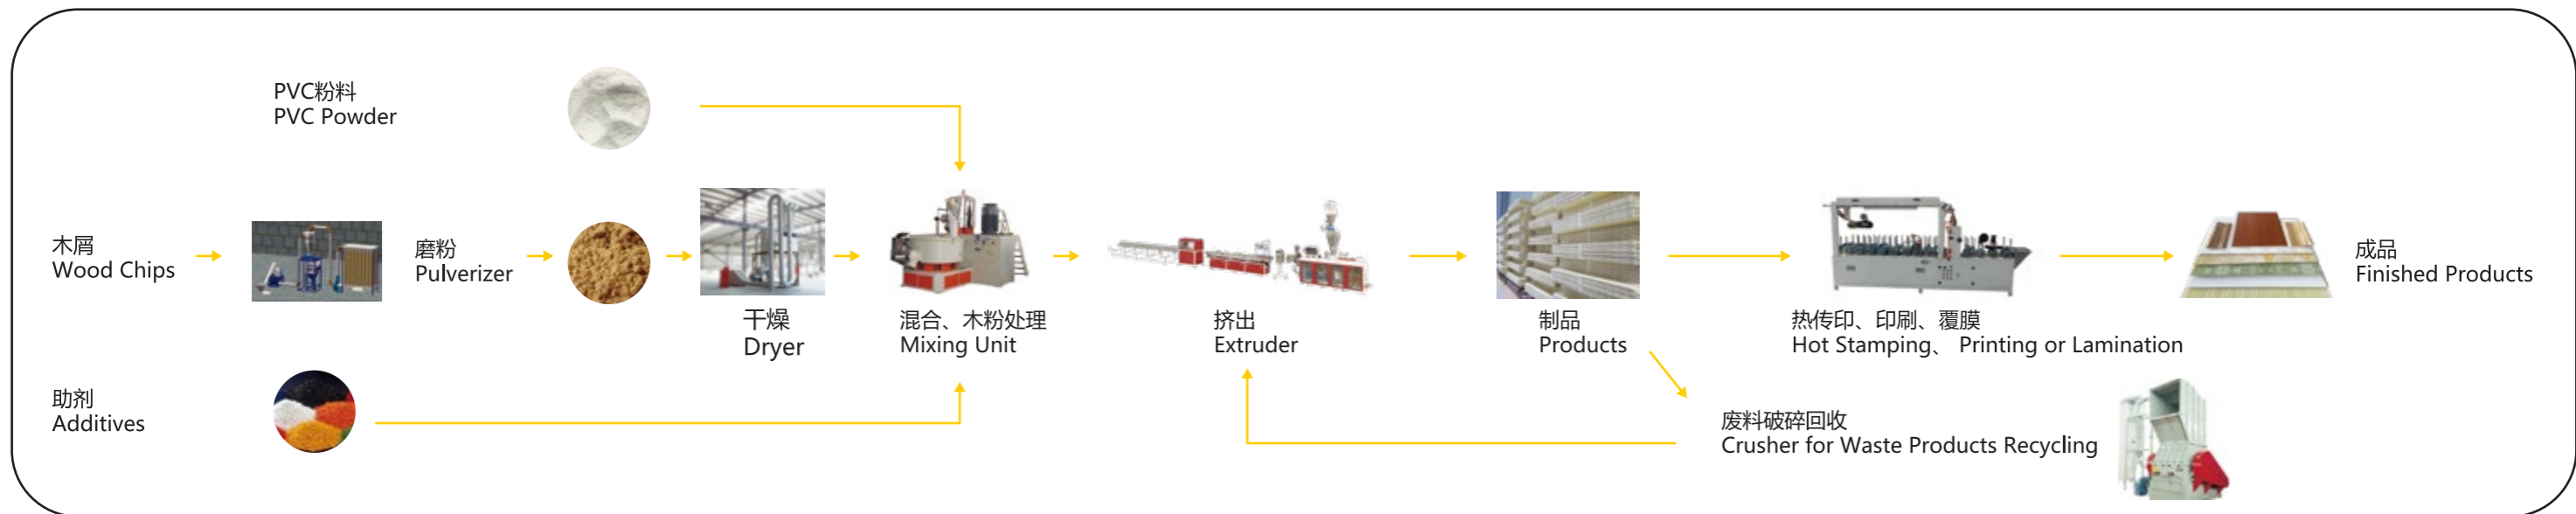 PVC粉料
PVC Powder
木屑
Wood Chips
磨粉
Pulverizer
干燥
Dryer
混合、木粉处理
Mixing Unit
挤出
Extruder
制品
Products
热传印、印刷、覆膜
Hot Stamping、 Printing or Lamination
成品
Finished Products
助剂
Additives
废料破碎回收
Crusher for Waste Products Recycling